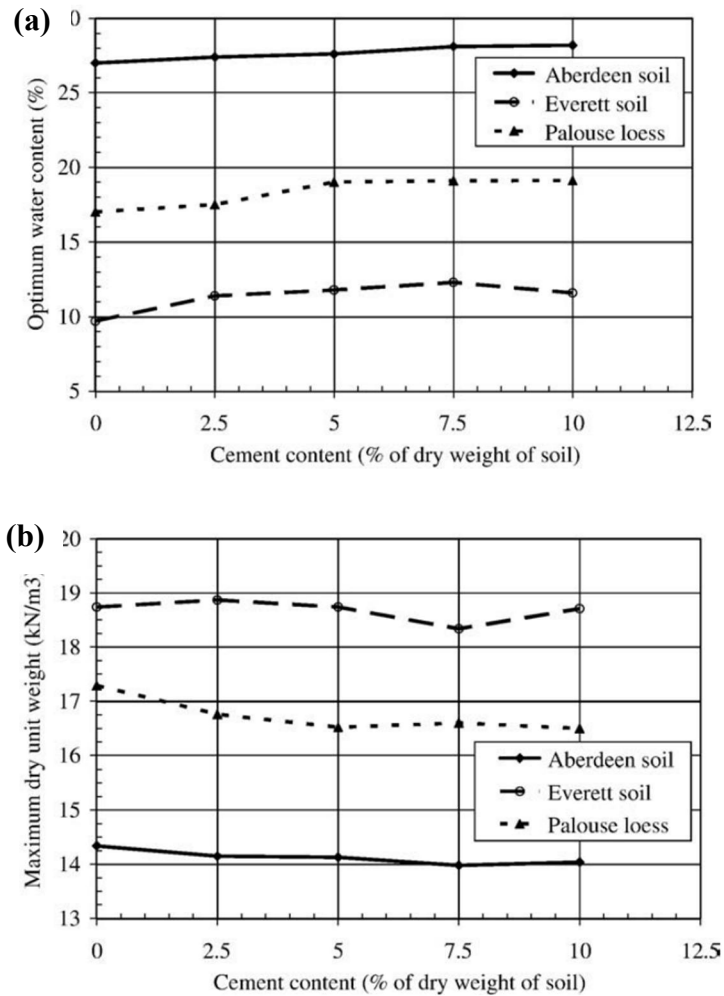 (a)
0
25
20
15
10
5
Optimum water content (%)
Aberdeen soil
Everett soil
Palouse loess
0 2.5 5 7.5 10 12.5
Cement content (% of dry weight of soil)
(b)
20
19
18
17
16
15
14
13
Maximum dry unit weight (kN/m3)
Aberdeen soil
Everett soil
Palouse loess
0 2.5 5 7.5 10 12.5
Cement content (% of dry weight of soil)